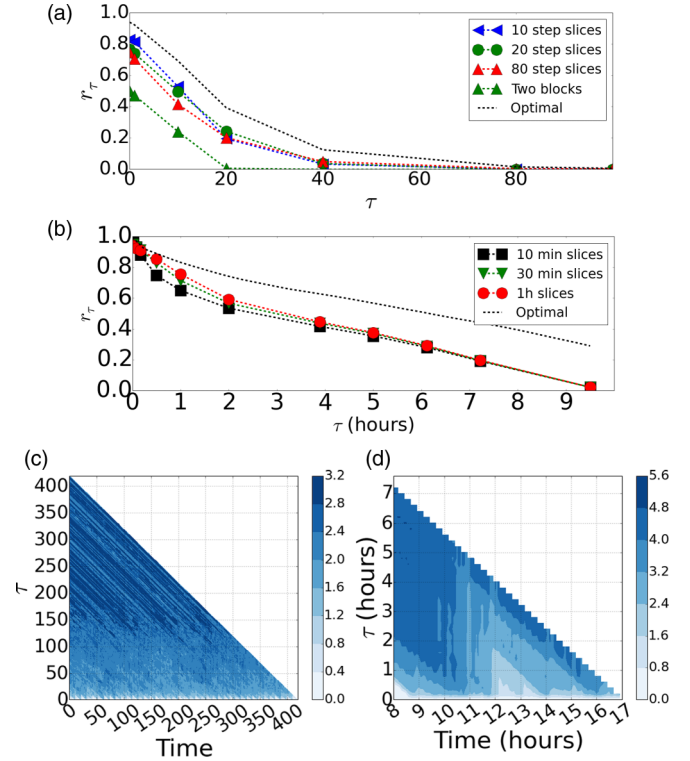 (a)
1.0
0.8
0.6
0.4
0.2
0.0
r_τ
10 step slices
20 step slices
80 step slices
Two blocks
Optimal
0 20 40 60 80
τ
(b)
1.0
0.8
0.6
0.4
0.2
0.0
r_τ
10 min slices
30 min slices
1h slices
Optimal
0 1 2 3 4 5 6 7 8 9
τ (hours)
(c)
400
350
300
250
200
150
100
50
0
τ
0 50 100 150 200 250 300 350 400
Time
3.2
2.8
2.4
2.0
1.6
1.2
0.8
0.4
0.0
(d)
7
6
5
4
3
2
1
0
τ (hours)
8 9 10 11 12 13 14 15 16 17
Time (hours)
5.6
4.8
4.0
3.2
2.4
1.6
0.8
0.0